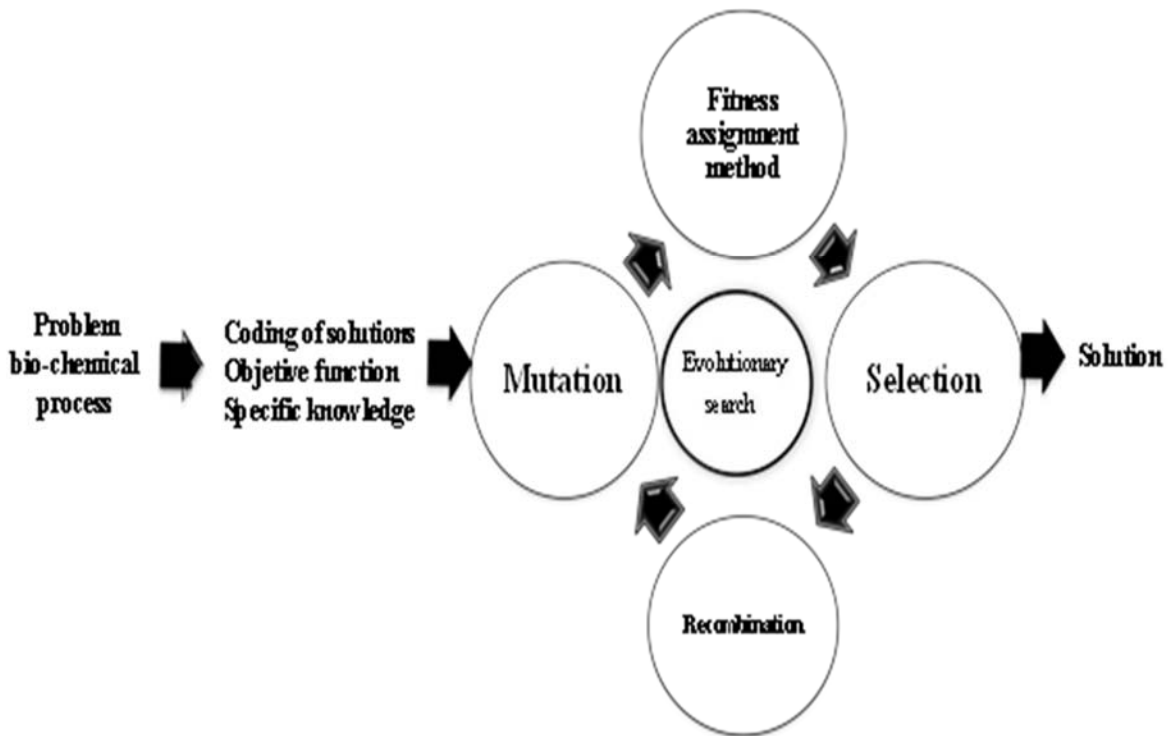 Fitness
assignment
method
Problem
bio-chemical
process
Coding of solutions
Objetive function
Specific knowledge
Mutation
Evolutionary
search
Selection
Solution
Recombination